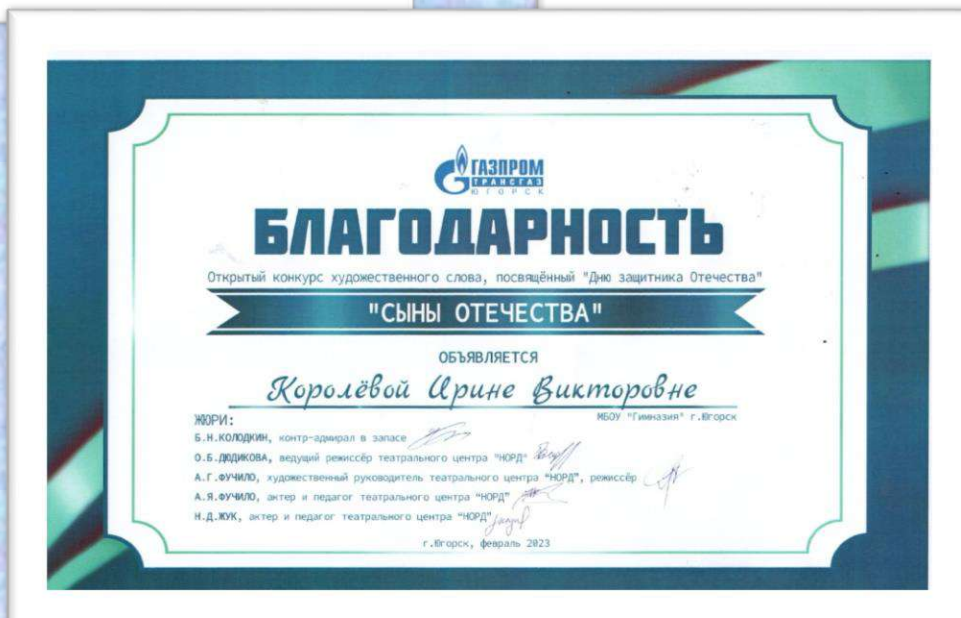 ГАЗПРОМ
ТРАНСГАЗ
ЮГОРСК
БЛАГОДАРНОСТЬ
Открытый конкурс художественного слова, посвящённый "Дню защитника Отечества"
"СЫНЫ ОТЕЧЕСТВА"
ОБЪЯВЛЯЕТСЯ
Королёвой Ирине Викторовне
МБОУ "Гимназия" г.Югорск
ЖЮРИ:
Б.Н.КОЛОДКИН, контр-адмирал в запасе
О.Б.ДЮДИКОВА, ведущий режиссёр театрального центра "НОРД"
А.Г.ФУЧИЛО, художественный руководитель театрального центра "НОРД", режиссёр
А.Я.ФУЧИЛО, актер и педагог театрального центра "НОРД"
Н.Д.ЖУК, актер и педагог театрального центра "НОРД"
г.Югорск, февраль 2023